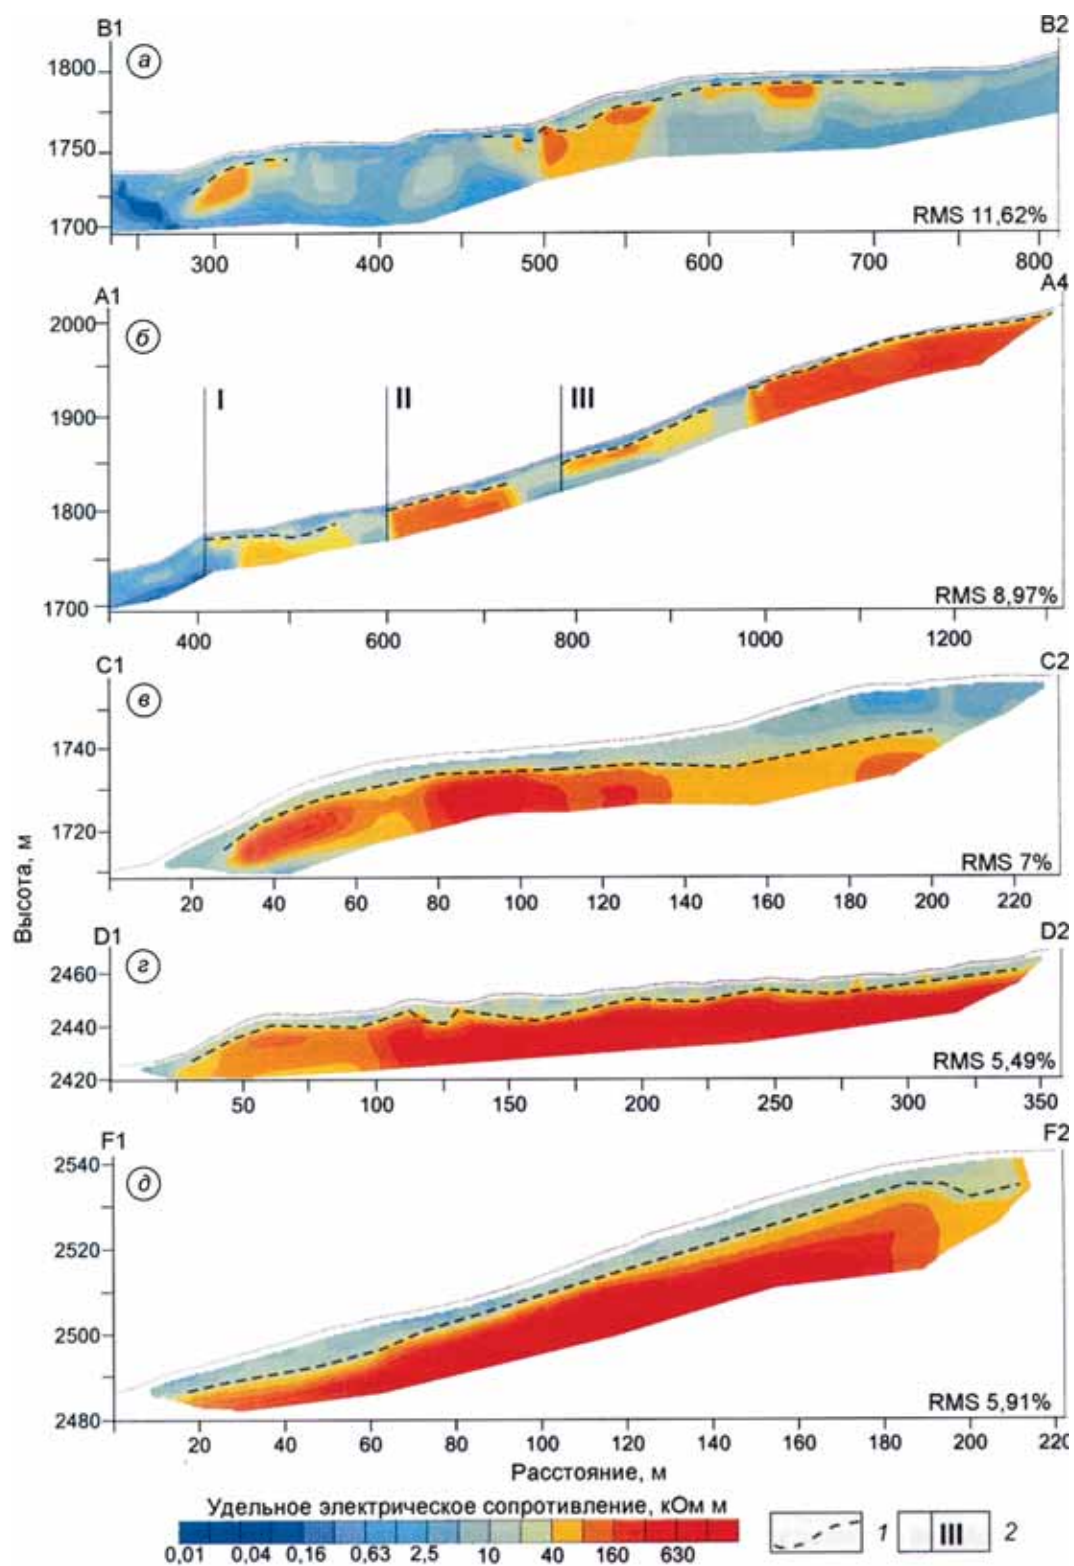 B1 B2
а
1800
1750
1700
RMS 11,62%
300 400 500 600 700 800
A1 A4
б
2000
1900
1800
1700
I II III
RMS 8,97%
400 600 800 1000 1200
C1 C2
в
1740
1720
RMS 7%
20 40 60 80 100 120 140 160 180 200 220
D1 D2
г
2460
2440
2420
RMS 5,49%
50 100 150 200 250 300 350
F1 F2
д
2540
2520
2500
2480
RMS 5,91%
20 40 60 80 100 120 140 160 180 200 220
Высота, м
Расстояние, м
Удельное электрическое сопротивление, кОм м
0,01 0,04 0,16 0,63 2,5 10 40 160 630
1 III 2